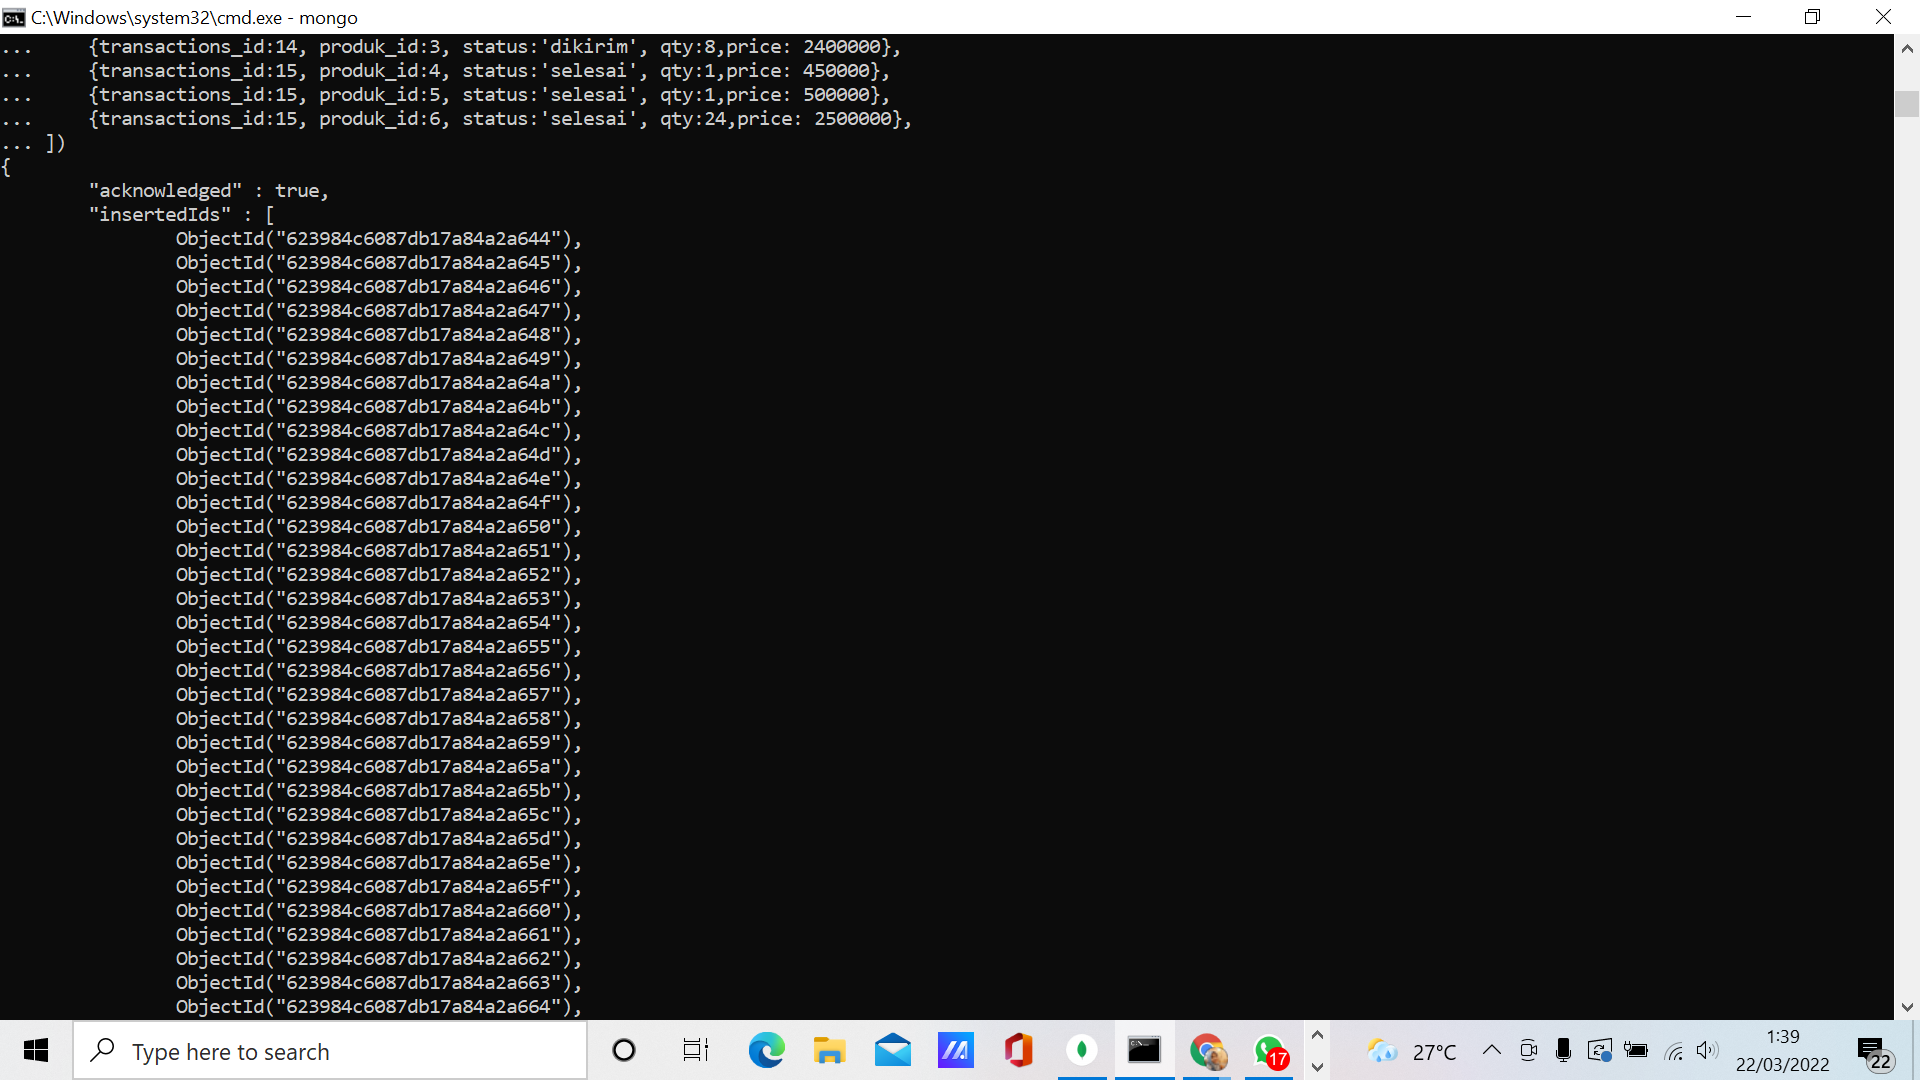 C:\Windows\system32\cmd.exe - mongo
...     {transactions_id:14, produk_id:3, status:'dikirim', qty:8,price: 2400000},
...     {transactions_id:15, produk_id:4, status:'selesai', qty:1,price: 450000},
...     {transactions_id:15, produk_id:5, status:'selesai', qty:1,price: 500000},
...     {transactions_id:15, produk_id:6, status:'selesai', qty:24,price: 2500000},
... ])
{
"acknowledged" : true,
"insertedIds" : [
ObjectId("623984c6087db17a84a2a644"),
ObjectId("623984c6087db17a84a2a645"),
ObjectId("623984c6087db17a84a2a646"),
ObjectId("623984c6087db17a84a2a647"),
ObjectId("623984c6087db17a84a2a648"),
ObjectId("623984c6087db17a84a2a649"),
ObjectId("623984c6087db17a84a2a64a"),
ObjectId("623984c6087db17a84a2a64b"),
ObjectId("623984c6087db17a84a2a64c"),
ObjectId("623984c6087db17a84a2a64d"),
ObjectId("623984c6087db17a84a2a64e"),
ObjectId("623984c6087db17a84a2a64f"),
ObjectId("623984c6087db17a84a2a650"),
ObjectId("623984c6087db17a84a2a651"),
ObjectId("623984c6087db17a84a2a652"),
ObjectId("623984c6087db17a84a2a653"),
ObjectId("623984c6087db17a84a2a654"),
ObjectId("623984c6087db17a84a2a655"),
ObjectId("623984c6087db17a84a2a656"),
ObjectId("623984c6087db17a84a2a657"),
ObjectId("623984c6087db17a84a2a658"),
ObjectId("623984c6087db17a84a2a659"),
ObjectId("623984c6087db17a84a2a65a"),
ObjectId("623984c6087db17a84a2a65b"),
ObjectId("623984c6087db17a84a2a65c"),
ObjectId("623984c6087db17a84a2a65d"),
ObjectId("623984c6087db17a84a2a65e"),
ObjectId("623984c6087db17a84a2a65f"),
ObjectId("623984c6087db17a84a2a660"),
ObjectId("623984c6087db17a84a2a661"),
ObjectId("623984c6087db17a84a2a662"),
ObjectId("623984c6087db17a84a2a663"),
ObjectId("623984c6087db17a84a2a664"),
Type here to search
17
27°C
1:39
22/03/2022
22